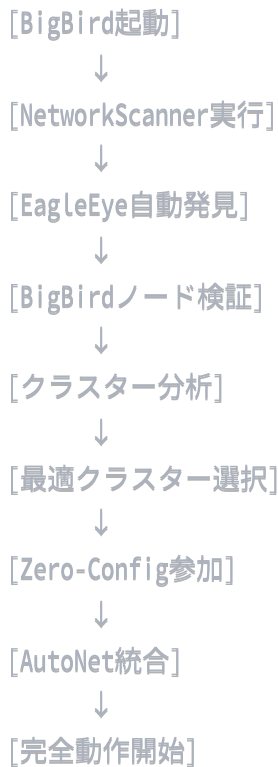 [BigBird起動]
↓
[NetworkScanner実行]
↓
[EagleEye自動発見]
↓
[BigBirdノード検証]
↓
[クラスター分析]
↓
[最適クラスター選択]
↓
[Zero-Config参加]
↓
[AutoNet統合]
↓
[完全動作開始]